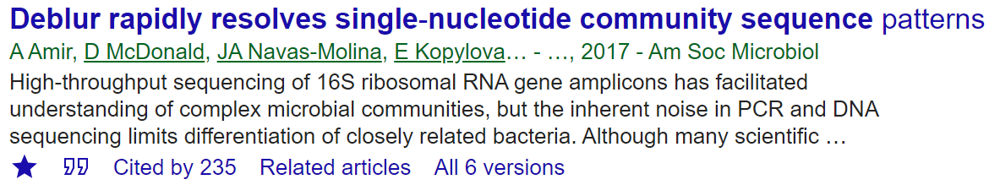 Deblur rapidly resolves single-nucleotide community sequence patterns
A Amir, D McDonald, JA Navas-Molina, E Kopylova… - …, 2017 - Am Soc Microbiol
High-throughput sequencing of 16S ribosomal RNA gene amplicons has facilitated
understanding of complex microbial communities, but the inherent noise in PCR and DNA
sequencing limits differentiation of closely related bacteria. Although many scientific …
Cited by 235 Related articles All 6 versions